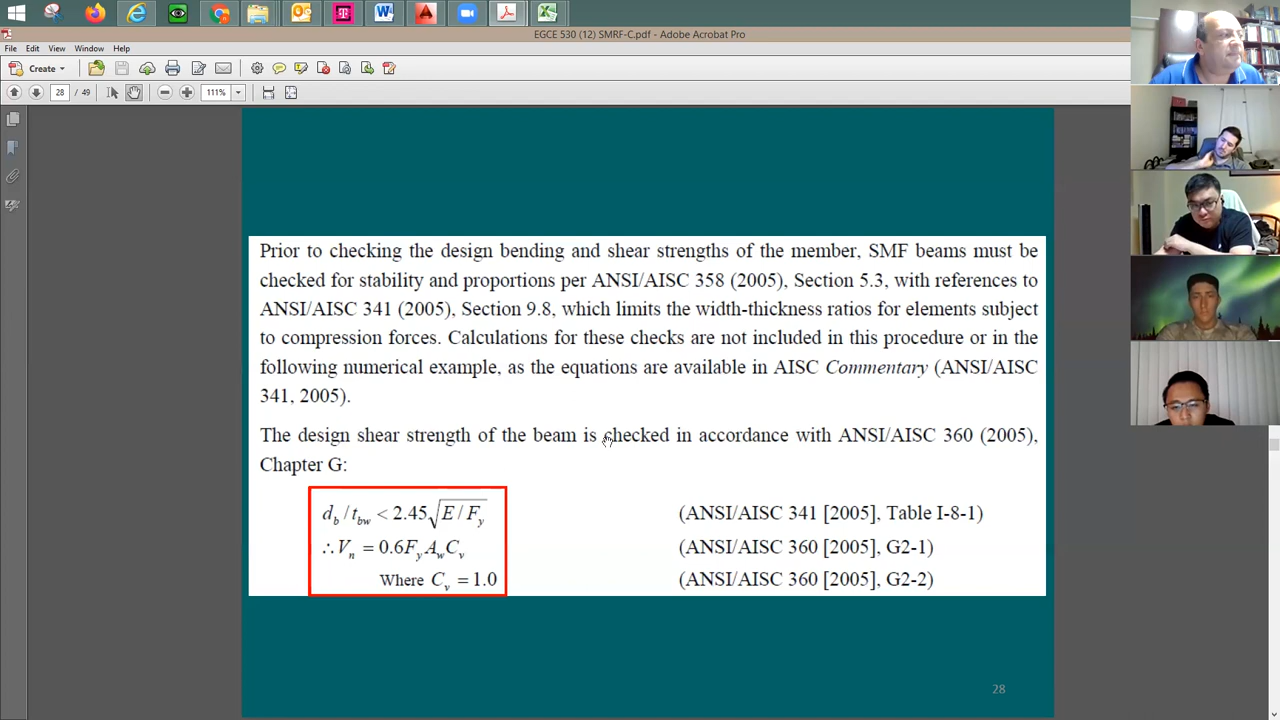 EGCE 530 (12) SMRF-C.pdf - Adobe Acrobat Pro
File Edit View Window Help
Create
28 / 49 111%
Prior to checking the design bending and shear strengths of the member, SMF beams must be
checked for stability and proportions per ANSI/AISC 358 (2005), Section 5.3, with references to
ANSI/AISC 341 (2005), Section 9.8, which limits the width-thickness ratios for elements subject
to compression forces. Calculations for these checks are not included in this procedure or in the
following numerical example, as the equations are available in AISC Commentary (ANSI/AISC
341, 2005).
The design shear strength of the beam is checked in accordance with ANSI/AISC 360 (2005),
Chapter G:
d_b / t_bw < 2.45√(E / F_y) (ANSI/AISC 341 [2005], Table I-8-1)
∴ V_n = 0.6F_y A_w C_v (ANSI/AISC 360 [2005], G2-1)
Where C_v = 1.0 (ANSI/AISC 360 [2005], G2-2)
28